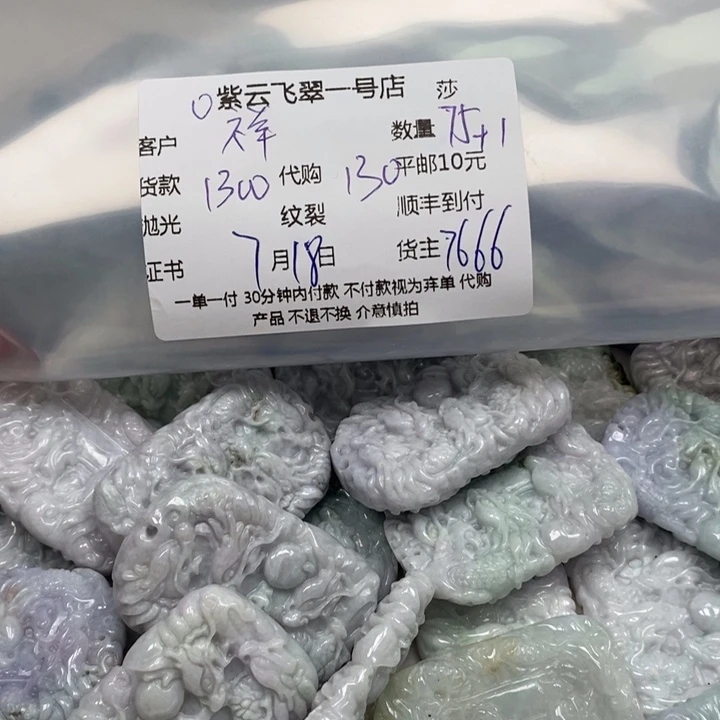 紫云飞翠一号店 莎
客户 数量 75+1
货款 1300 代购 130 平邮10元
抛光 纹裂 顺丰到付
证书 7月18日 货主 7666
一单一付 30分钟内付款 不付款视为弃单 代购
产品 不退不换 介意慎拍